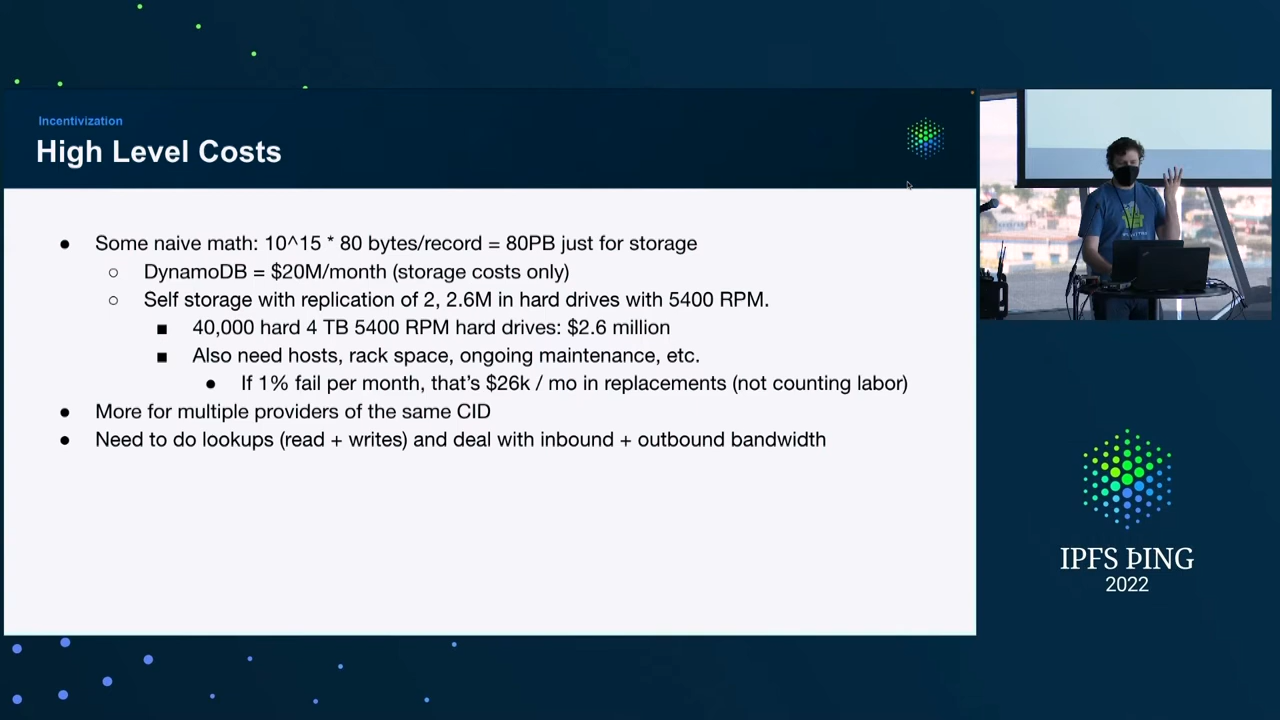 Incentivization
High Level Costs
● Some naive math: 10^15 * 80 bytes/record = 80PB just for storage
○ DynamoDB = $20M/month (storage costs only)
○ Self storage with replication of 2, 2.6M in hard drives with 5400 RPM.
■ 40,000 hard 4 TB 5400 RPM hard drives: $2.6 million
■ Also need hosts, rack space, ongoing maintenance, etc.
● If 1% fail per month, that's $26k / mo in replacements (not counting labor)
● More for multiple providers of the same CID
● Need to do lookups (read + writes) and deal with inbound + outbound bandwidth
IPFS ÞING
2022